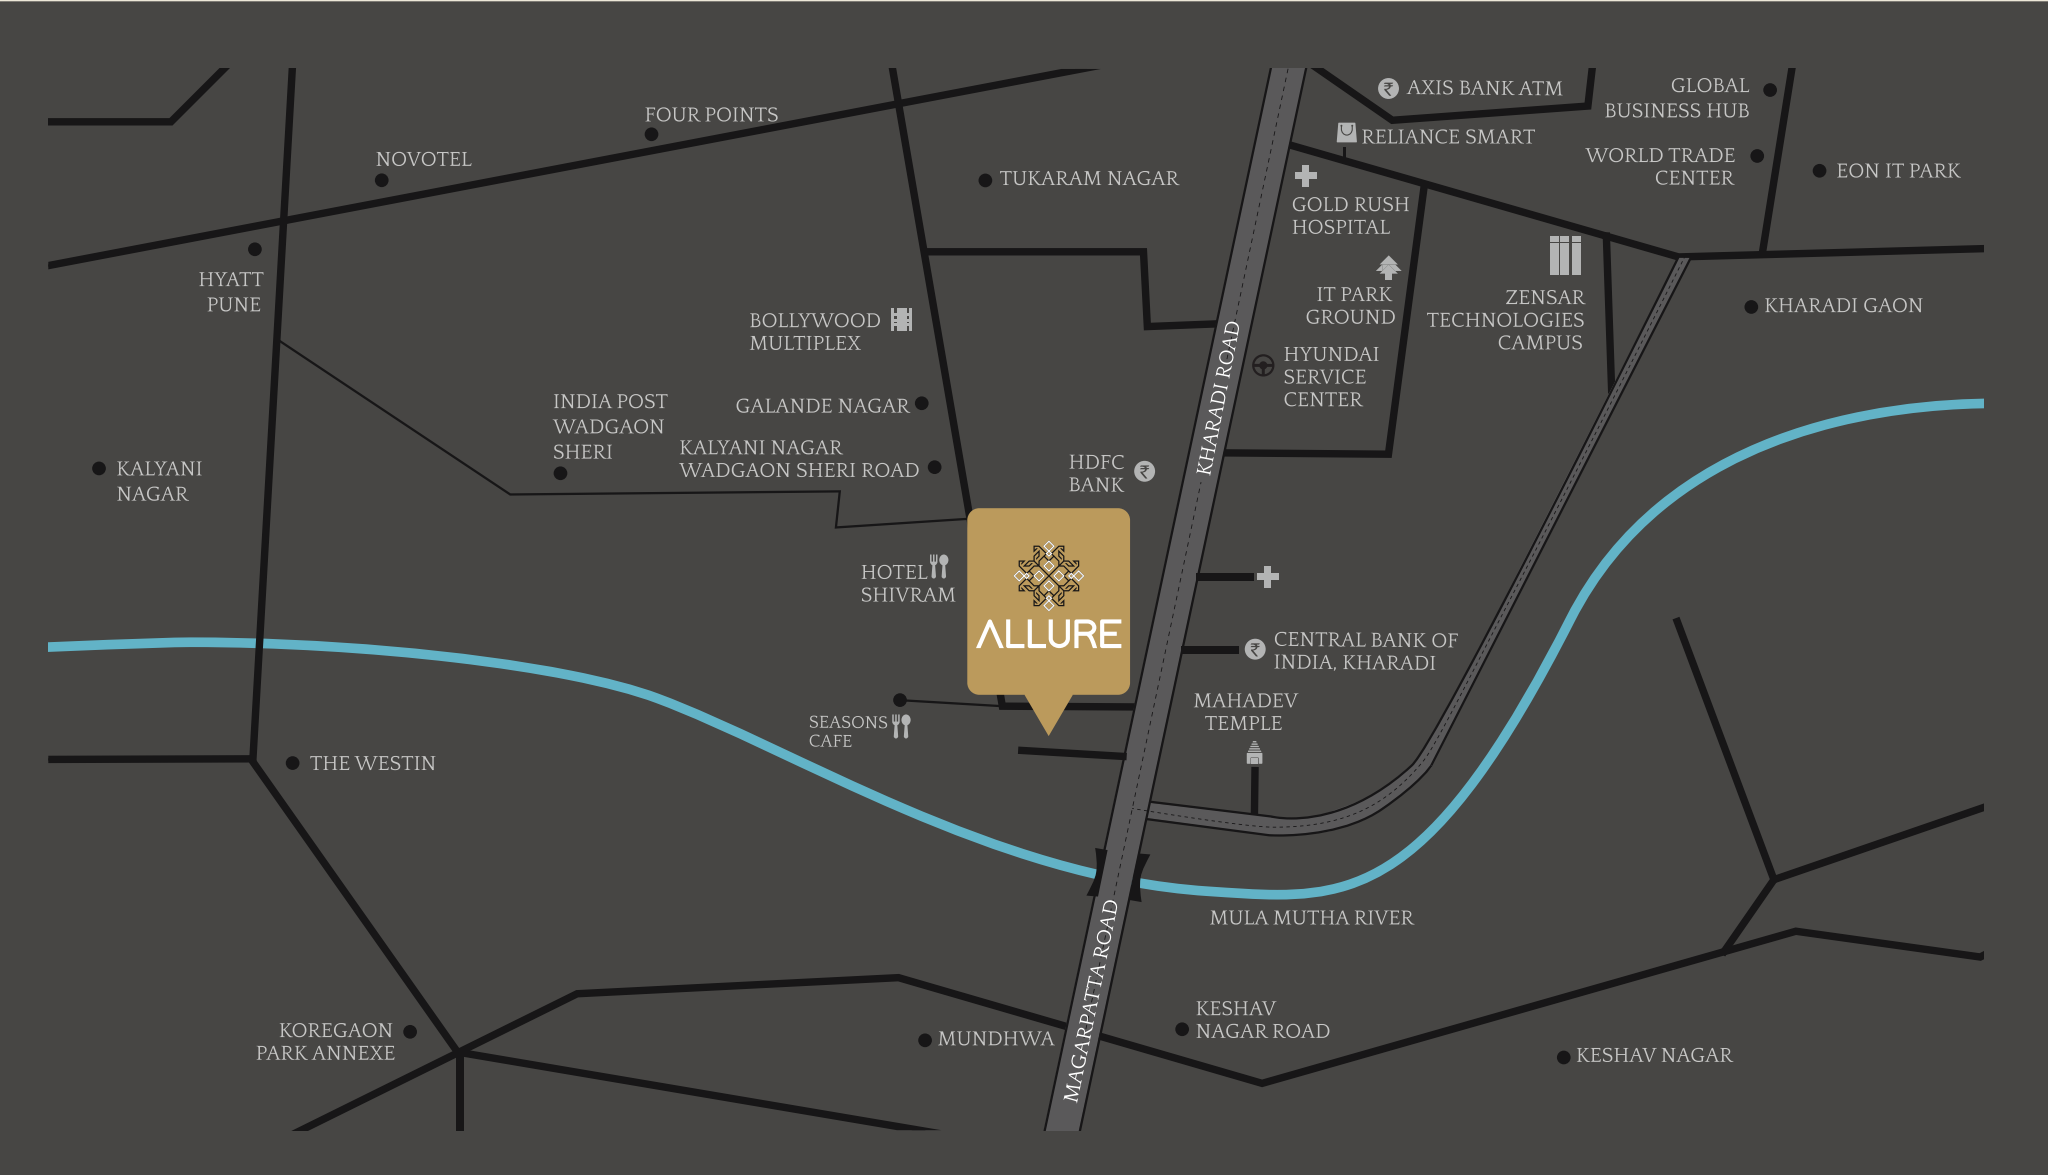 AXIS BANK ATM
GLOBAL
BUSINESS HUB
FOUR POINTS
RELIANCE SMART
NOVOTEL
WORLD TRADE
CENTER
EON IT PARK
TUKARAM NAGAR
GOLD RUSH
HOSPITAL
HYATT
PUNE
IT PARK
GROUND
ZENSAR
TECHNOLOGIES
CAMPUS
KHARADI GAON
BOLLYWOOD
MULTIPLEX
KHARADI ROAD
HYUNDAI
SERVICE
CENTER
INDIA POST
WADGAON
SHERI
GALANDE NAGAR
KALYANI NAGAR
WADGAON SHERI ROAD
HDFC
BANK
KALYANI
NAGAR
HOTEL
SHIVRAM
ALLURE
CENTRAL BANK OF
INDIA, KHARADI
MAHADEV
TEMPLE
SEASONS
CAFE
THE WESTIN
MULA MUTHA RIVER
MAGARPATTA ROAD
KESHAV
NAGAR ROAD
KOREGAON
PARK ANNEXE
MUNDHWA
KESHAV NAGAR